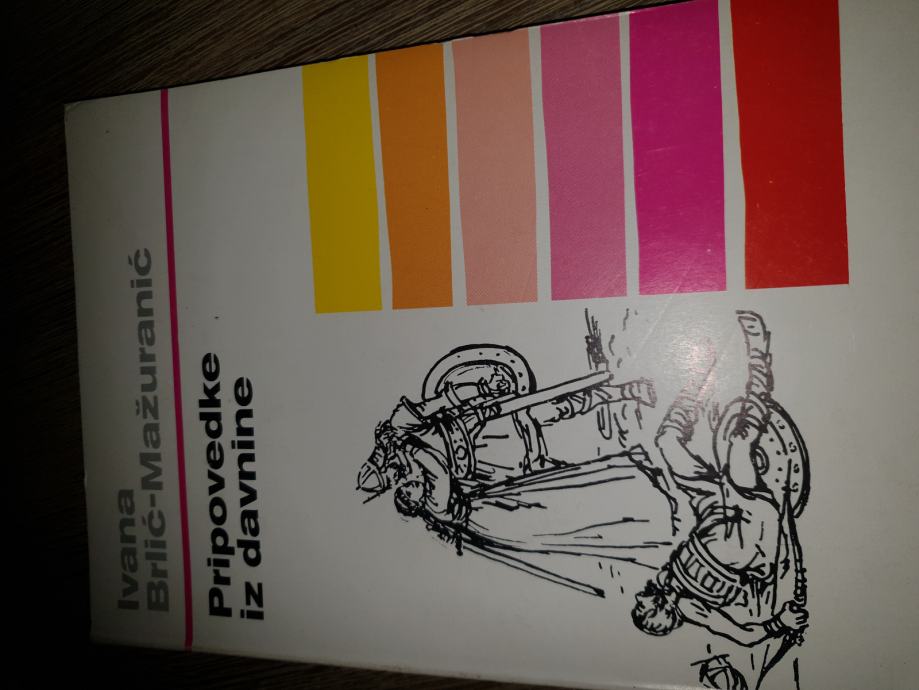 Ivana
Brlić-Mažuranić
Pripovedke
iz davnine